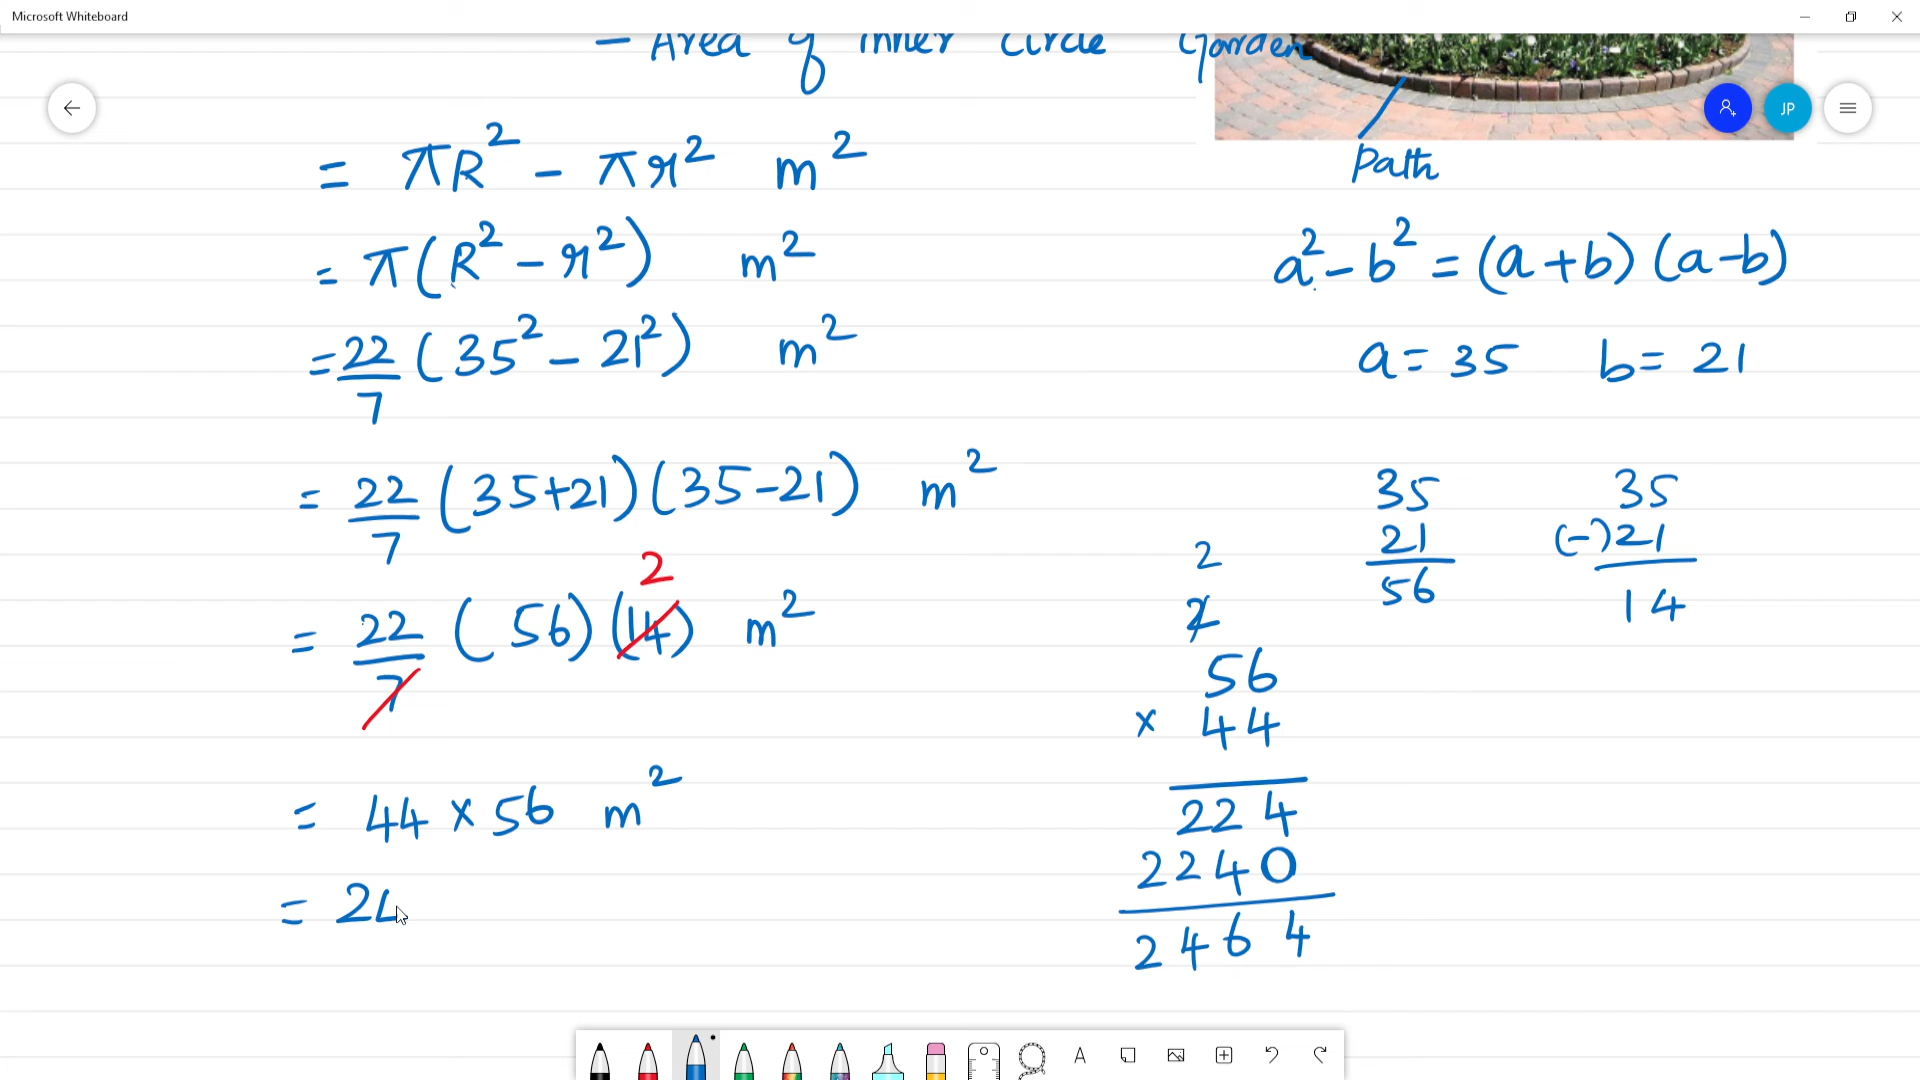 Microsoft Whiteboard
- Area of inner circle Garden
= πR² - πr² m²
Path
JP
= π(R² - r²) m²
a² - b² = (a+b)(a-b)
= 22/7 (35² - 21²) m²
a = 35 b = 21
= 22/7 (35+21)(35-21) m²
35
21
56
35
(-)21
14
2
= 22/7 (56)(14) m²
2
2
56
× 44
224
2240
2464
= 44 × 56 m²
= 24
A